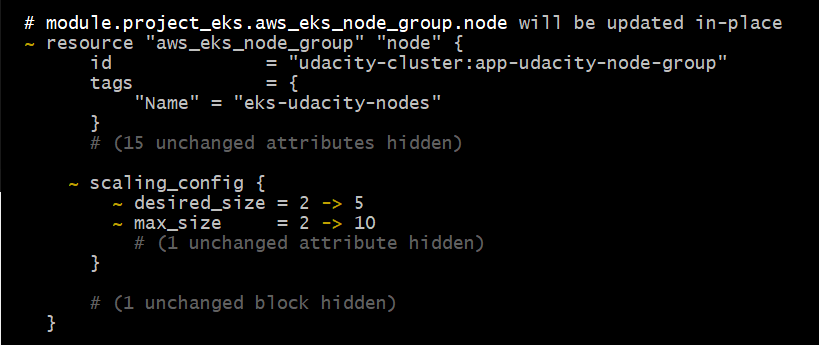 # module.project_eks.aws_eks_node_group.node will be updated in-place
~ resource "aws_eks_node_group" "node" {
id = "udacity-cluster:app-udacity-node-group"
tags = {
"Name" = "eks-udacity-nodes"
}
# (15 unchanged attributes hidden)
~ scaling_config {
~ desired_size = 2 -> 5
~ max_size = 2 -> 10
# (1 unchanged attribute hidden)
}
# (1 unchanged block hidden)
}